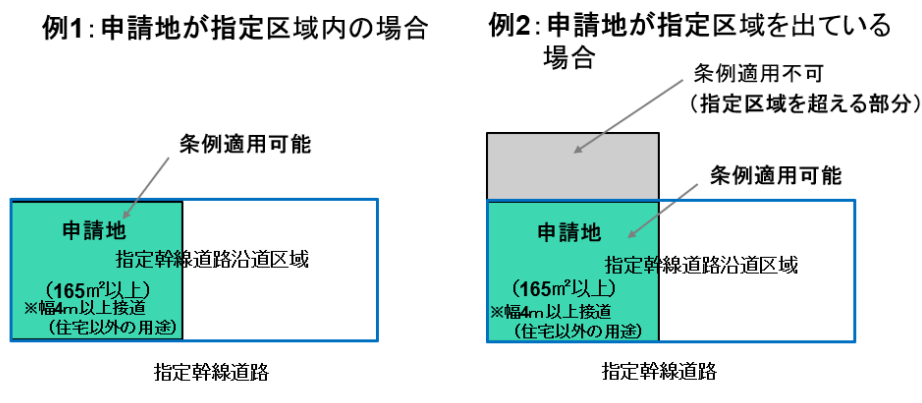 例1:申請地が指定区域内の場合
条例適用可能
申請地
指定幹線道路沿道区域
（165㎡以上）
※幅4ｍ以上接道
（住宅以外の用途）
指定幹線道路
例2:申請地が指定区域を出ている
場合
条例適用不可
（指定区域を超える部分）
条例適用可能
申請地
指定幹線道路沿道区域
（165㎡以上）
※幅4ｍ以上接道
（住宅以外の用途）
指定幹線道路